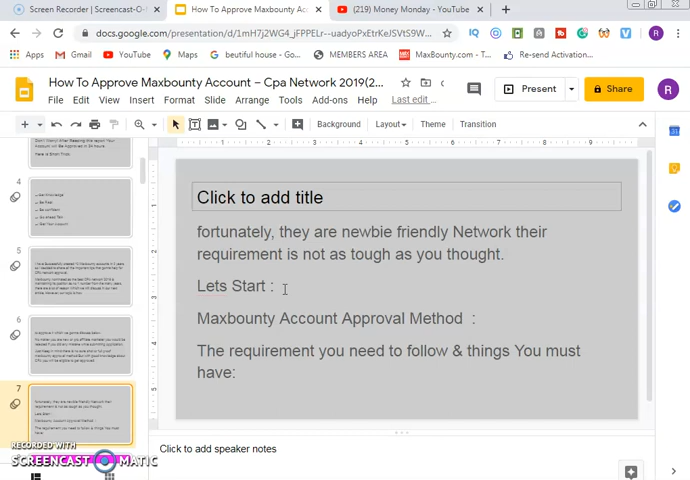 Screen Recorder | Screencast-O-M
How To Approve Maxbounty Accou
(219) Money Monday - YouTube
docs.google.com/presentation/d/1mH7j2WG4_jFPPELr--uadyoPxEtrKeJSVtS9W...
Apps
Gmail
YouTube
Maps
beutiful house - G...
MEMBERS AREA
MaxBounty.com - T...
Re-Send Activation...
R
How To Approve Maxbounty Account – Cpa Network 2019(2...
File Edit View Insert Format Slide Arrange Tools Add-ons Help Last edit...
Present
Share
R
Background Layout Theme Transition
4
5
6
7
Click to add title
fortunately, they are newbie friendly Network their
requirement is not as tough as you thought.
Lets Start :
Maxbounty Account Approval Method :
The requirement you need to follow & things You must
have:
Click to add speaker notes
RECORDED WITH
SCREENCAST MATIC